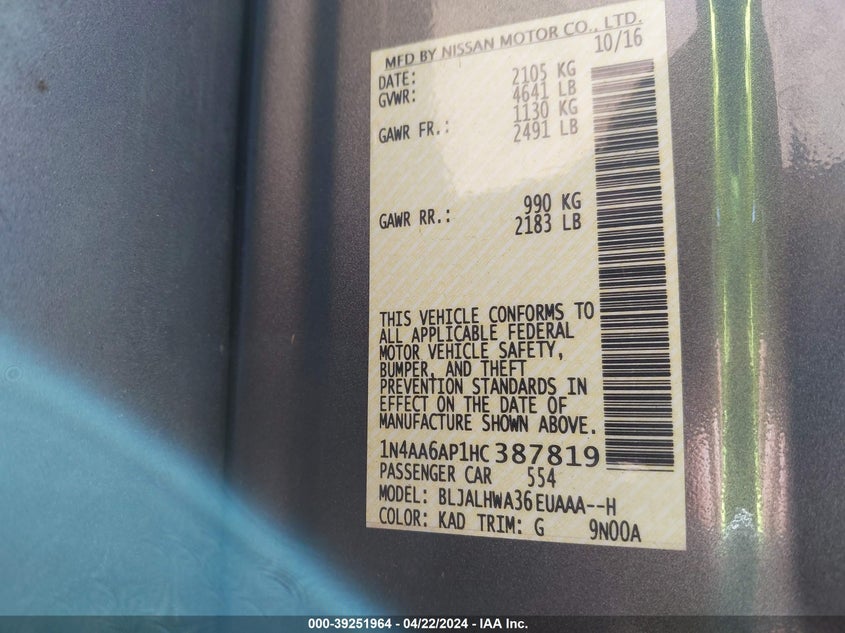 MFD BY NISSAN MOTOR CO., LTD.
DATE: 10/16
GVWR: 2105 KG
4641 LB
GAWR FR.: 1130 KG
2491 LB
GAWR RR.: 990 KG
2183 LB
THIS VEHICLE CONFORMS TO
ALL APPLICABLE FEDERAL
MOTOR VEHICLE SAFETY,
BUMPER, AND THEFT
PREVENTION STANDARDS IN
EFFECT ON THE DATE OF
MANUFACTURE SHOWN ABOVE.
1N4AA6AP1HC387819
PASSENGER CAR 554
MODEL: BLJALHWA36EUAAA--H
COLOR: KAD TRIM: G 9N00A
000-39251964 - 04/22/2024 - IAA Inc.